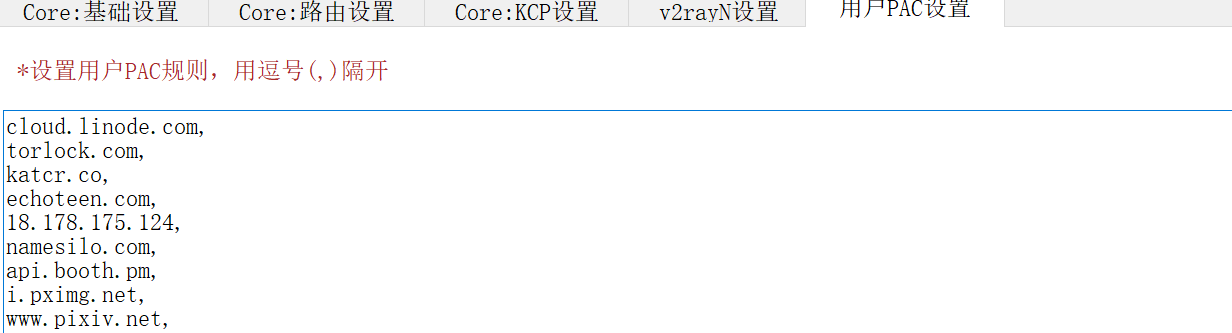 Core:基础设置 Core:路由设置 Core:KCP设置 v2rayN设置 用户PAC设置
*设置用户PAC规则，用逗号(,)隔开
cloud.linode.com,
torlock.com,
katcr.co,
echoteen.com,
18.178.175.124,
namesilo.com,
api.booth.pm,
i.pximg.net,
www.pixiv.net,